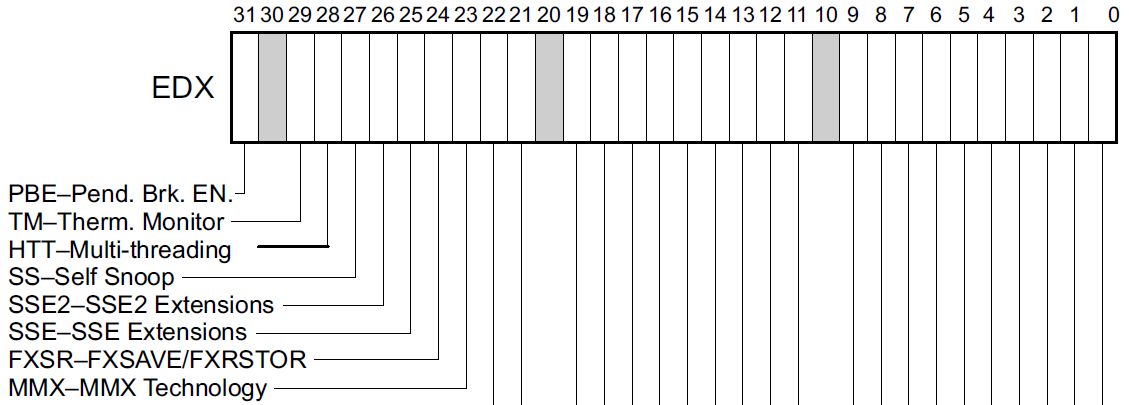 31 30 29 28 27 26 25 24 23 22 21 20 19 18 17 16 15 14 13 12 11 10 9 8 7 6 5 4 3 2 1 0
EDX
PBE–Pend. Brk. EN.
TM–Therm. Monitor
HTT–Multi-threading
SS–Self Snoop
SSE2–SSE2 Extensions
SSE–SSE Extensions
FXSR–FXSAVE/FXRSTOR
MMX–MMX Technology